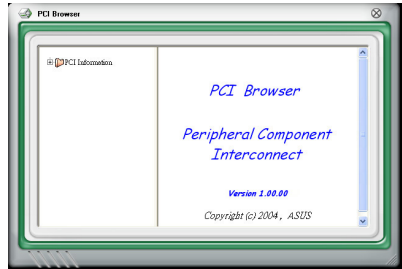 PCI Browser
PCI Information
PCI Browser
Peripheral Component
Interconnect
Version 1.00.00
Copyright (c) 2004, ASUS